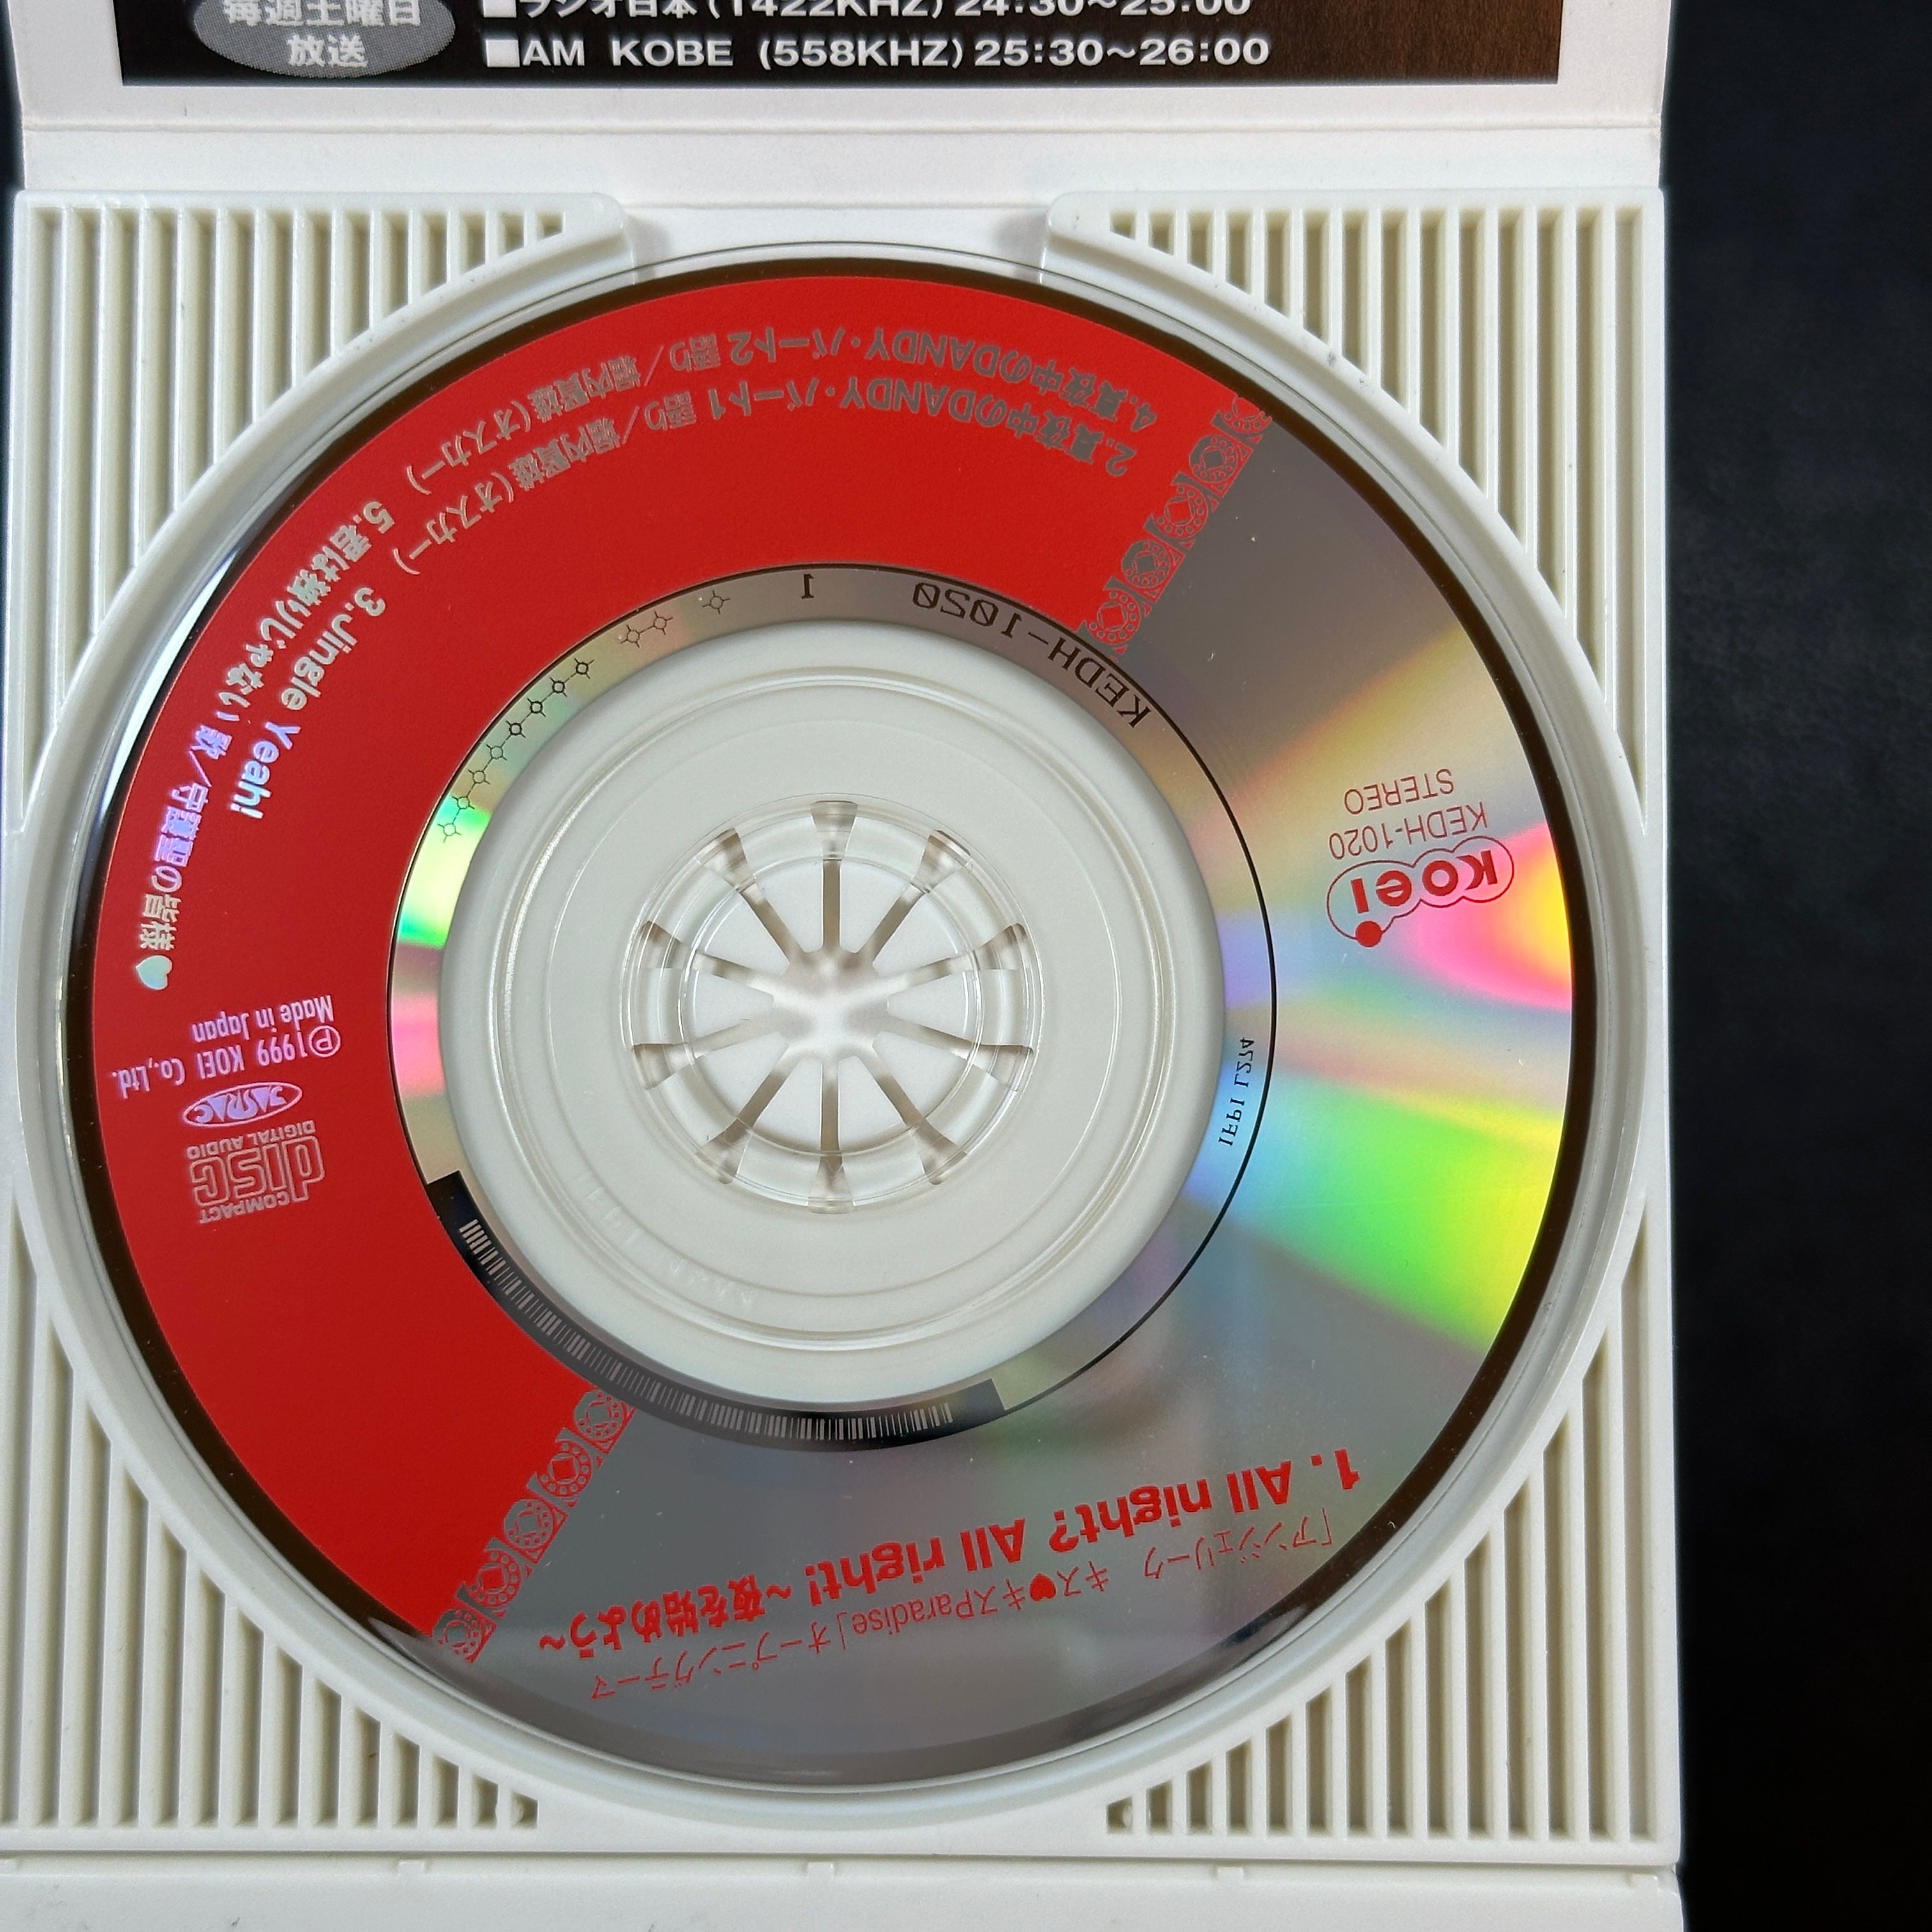 毎週土曜日
放送
■ラジオ日本(1422KHZ)24:30〜25:00
■AM KOBE (558KHZ)25:30〜26:00
「アンジェリーク キス♥キスParadise」オープニングテーマ
1. All night? All right! ~夜を始めよう~
2.真夜中のDANDY・パート1 語り／堀内賢雄(オスカー)
3.Jingle Yeah!
4.真夜中のDANDY・パート2 語り／堀内賢雄(オスカー)
5.君は独りじゃない 歌／守護聖の皆様♥
KOEI
KEDH-1020
STEREO
COMPACT
disc
DIGITAL AUDIO
JASRAC
Ⓟ1999 KOEI Co.,Ltd.
Made in Japan
KEDH-1020 1
IFPI L274